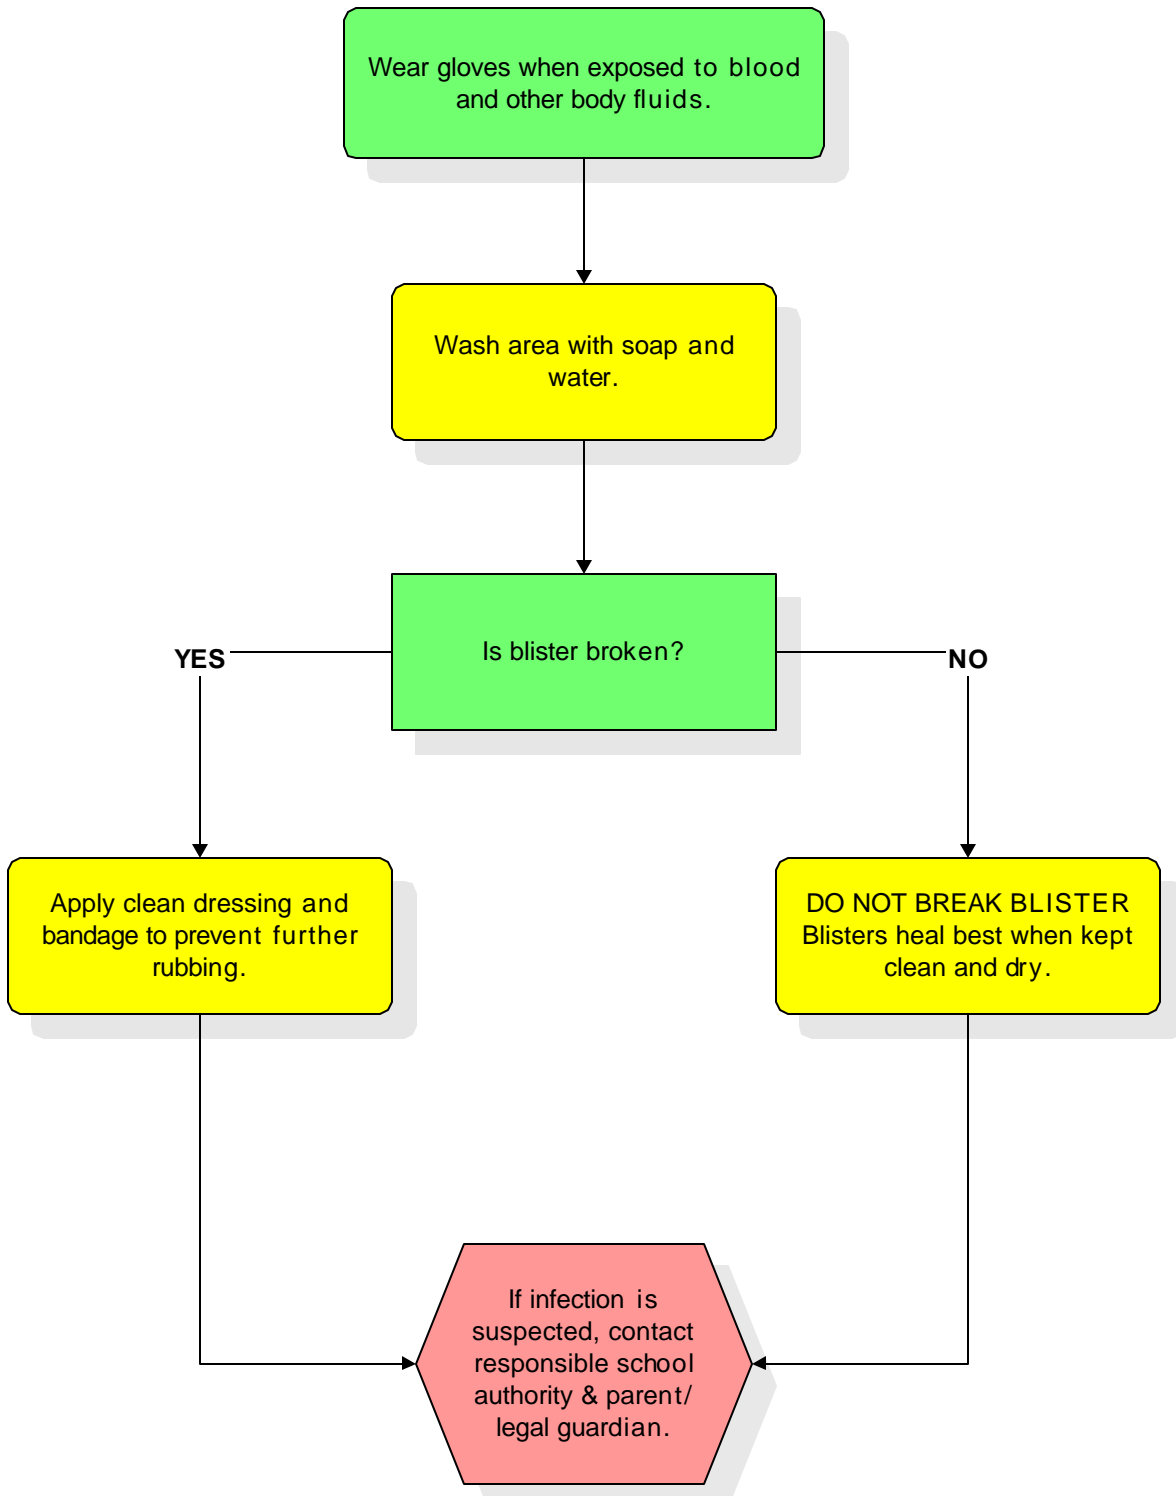 Wear gloves when exposed to blood
and other body fluids.
Wash area with soap and
water.
Is blister broken?
YES
NO
Apply clean dressing and
bandage to prevent further
rubbing.
DO NOT BREAK BLISTER
Blisters heal best when kept
clean and dry.
If infection is
suspected, contact
responsible school
authority & parent/
legal guardian.